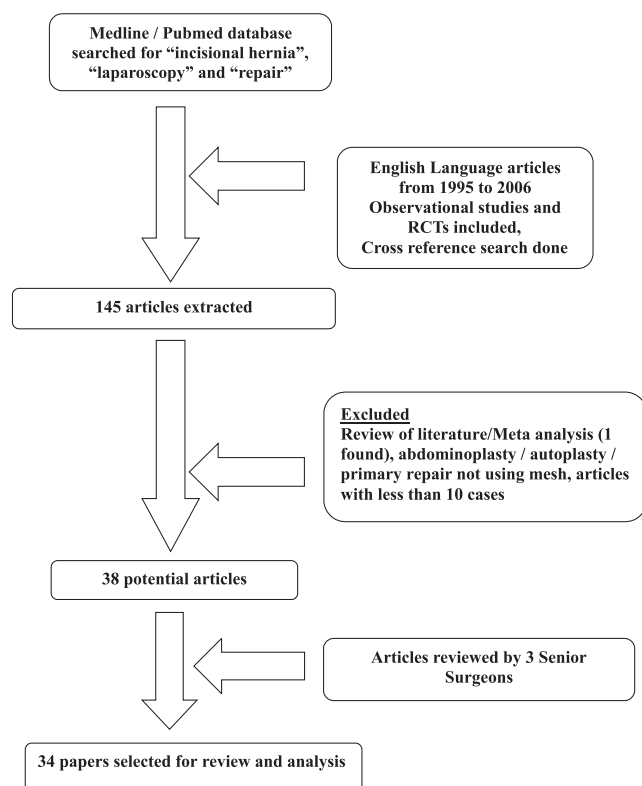 Medline / Pubmed database
searched for “incisional hernia”,
“laparoscopy” and “repair”
English Language articles
from 1995 to 2006
Observational studies and
RCTs included,
Cross reference search done
145 articles extracted
Excluded
Review of literature/Meta analysis (1
found), abdominoplasty / autoplasty /
primary repair not using mesh, articles
with less than 10 cases
38 potential articles
Articles reviewed by 3 Senior
Surgeons
34 papers selected for review and analysis